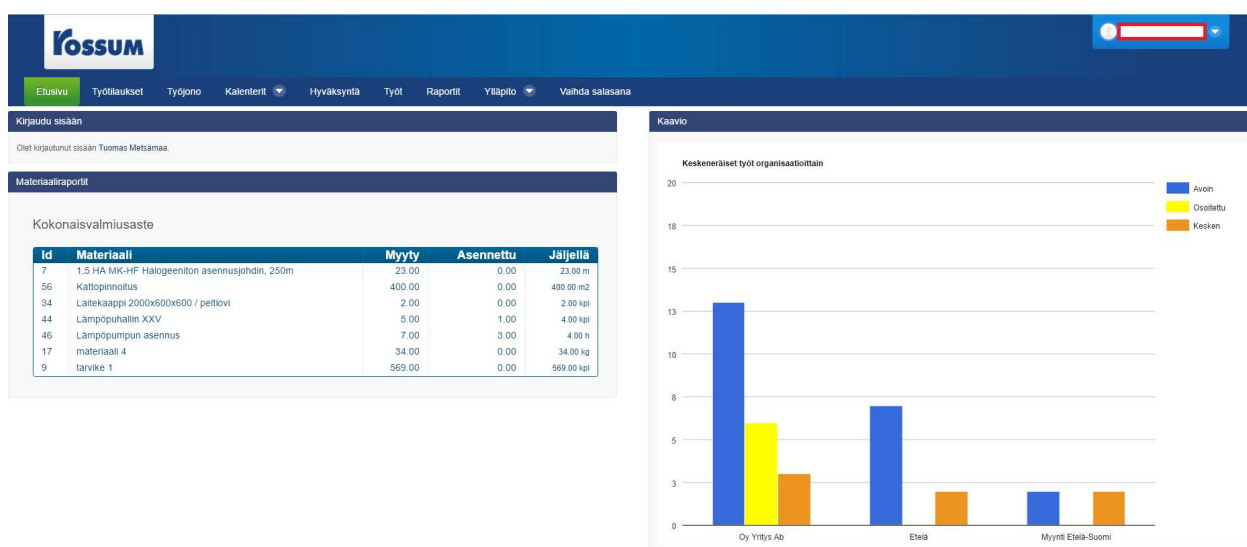 rossum
Etusivu Työtilaukset Työjono Kalenterit Hyväksyntä Työt Raportit Ylläpito Vaihda salasana
Kirjaudu sisään
Olet kirjautunut sisään Tuomas Metsämaa.
Materiaaliraportit
Kokonaisvalmiusaste
Id Materiaali Myyty Asennettu Jäljellä
7 1,5 HA MK-HF Halogeeniton asennusjohdin, 250m 23.00 0.00 23.00 m
56 Kattopinnoitus 400.00 0.00 400.00 m2
34 Laitekaappi 2000x600x600 / peltiovi 2.00 0.00 2.00 kpl
44 Lämpöpuhallin XXV 5.00 1.00 4.00 kpl
46 Lämpöpumpun asennus 7.00 3.00 4.00 h
17 materiaali 4 34.00 0.00 34.00 kg
9 tarvike 1 569.00 0.00 569.00 kpl
Kaavio
Keskeneräiset työt organisaatioittain
20
18
15
13
10
8
5
3
0
Oy Yritys Ab Etelä Myynti Etelä-Suomi
Avoin
Osoitettu
Kesken